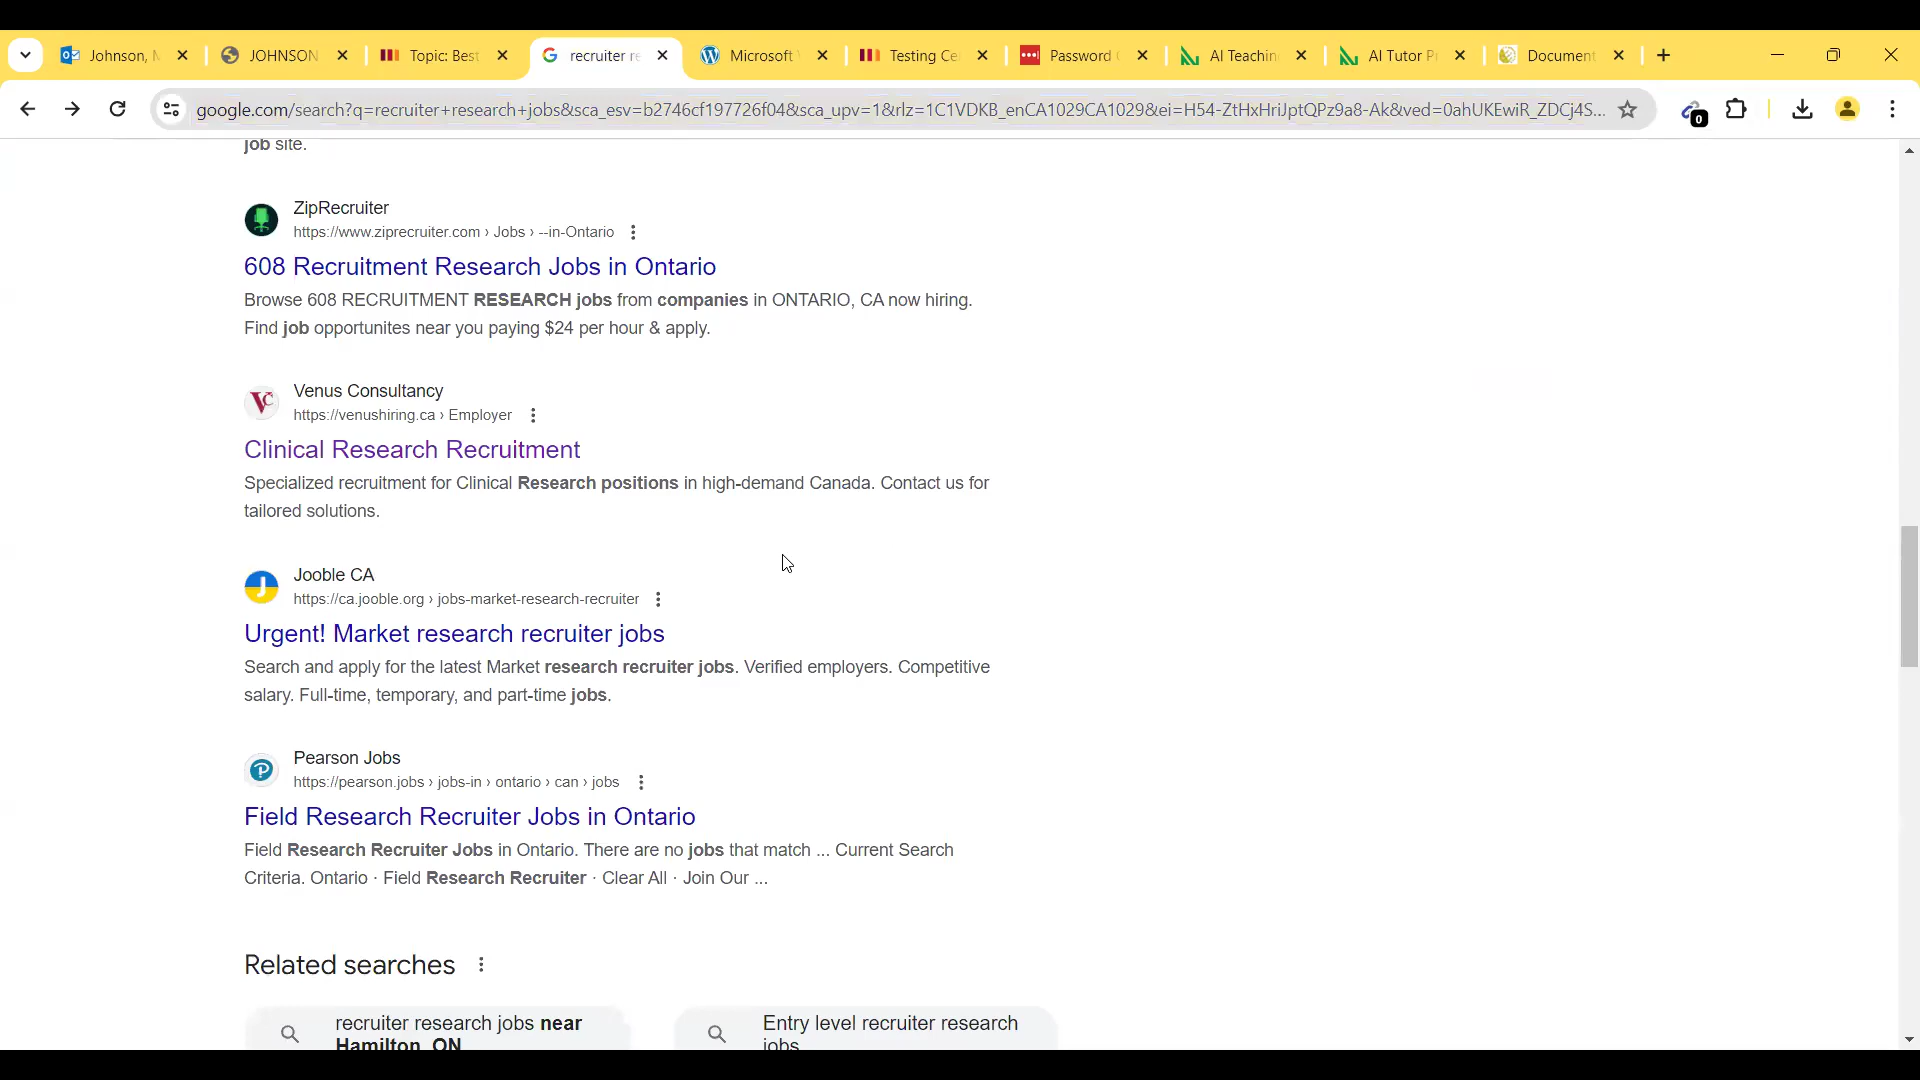 Johnson, M
JOHNSON
Topic: Best
recruiter re
Microsoft
Testing Ce
Password
AI Teachin
AI Tutor P
Document
google.com/search?q=recruiter+research+jobs&sca_esv=b2746cf197726f04&sca_upv=1&rlz=1C1VDKB_enCA1029CA1029&ei=H54-ZtHxHriJptQPz9a8-Ak&ved=0ahUKEwiR_ZDCj4S...
0
job site.
ZipRecruiter
https://www.ziprecruiter.com › Jobs › --in-Ontario
608 Recruitment Research Jobs in Ontario
Browse 608 RECRUITMENT RESEARCH jobs from companies in ONTARIO, CA now hiring.
Find job opportunites near you paying $24 per hour & apply.
Venus Consultancy
https://venushiring.ca › Employer
Clinical Research Recruitment
Specialized recruitment for Clinical Research positions in high-demand Canada. Contact us for
tailored solutions.
Jooble CA
https://ca.jooble.org › jobs-market-research-recruiter
Urgent! Market research recruiter jobs
Search and apply for the latest Market research recruiter jobs. Verified employers. Competitive
salary. Full-time, temporary, and part-time jobs.
Pearson Jobs
https://pearson.jobs › jobs-in › ontario › can › jobs
Field Research Recruiter Jobs in Ontario
Field Research Recruiter Jobs in Ontario. There are no jobs that match ... Current Search
Criteria. Ontario · Field Research Recruiter · Clear All · Join Our ...
Related searches
recruiter research jobs near
Hamilton, ON
Entry level recruiter research
jobs